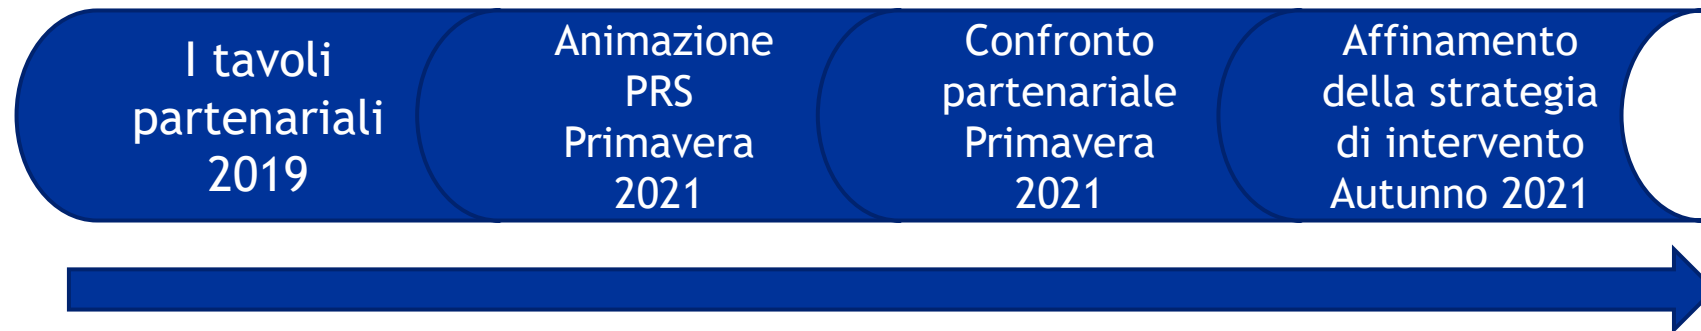 I tavoli
partenariali
2019
Animazione
PRS
Primavera
2021
Confronto
partenariale
Primavera
2021
Affinamento
della strategia
di intervento
Autunno 2021